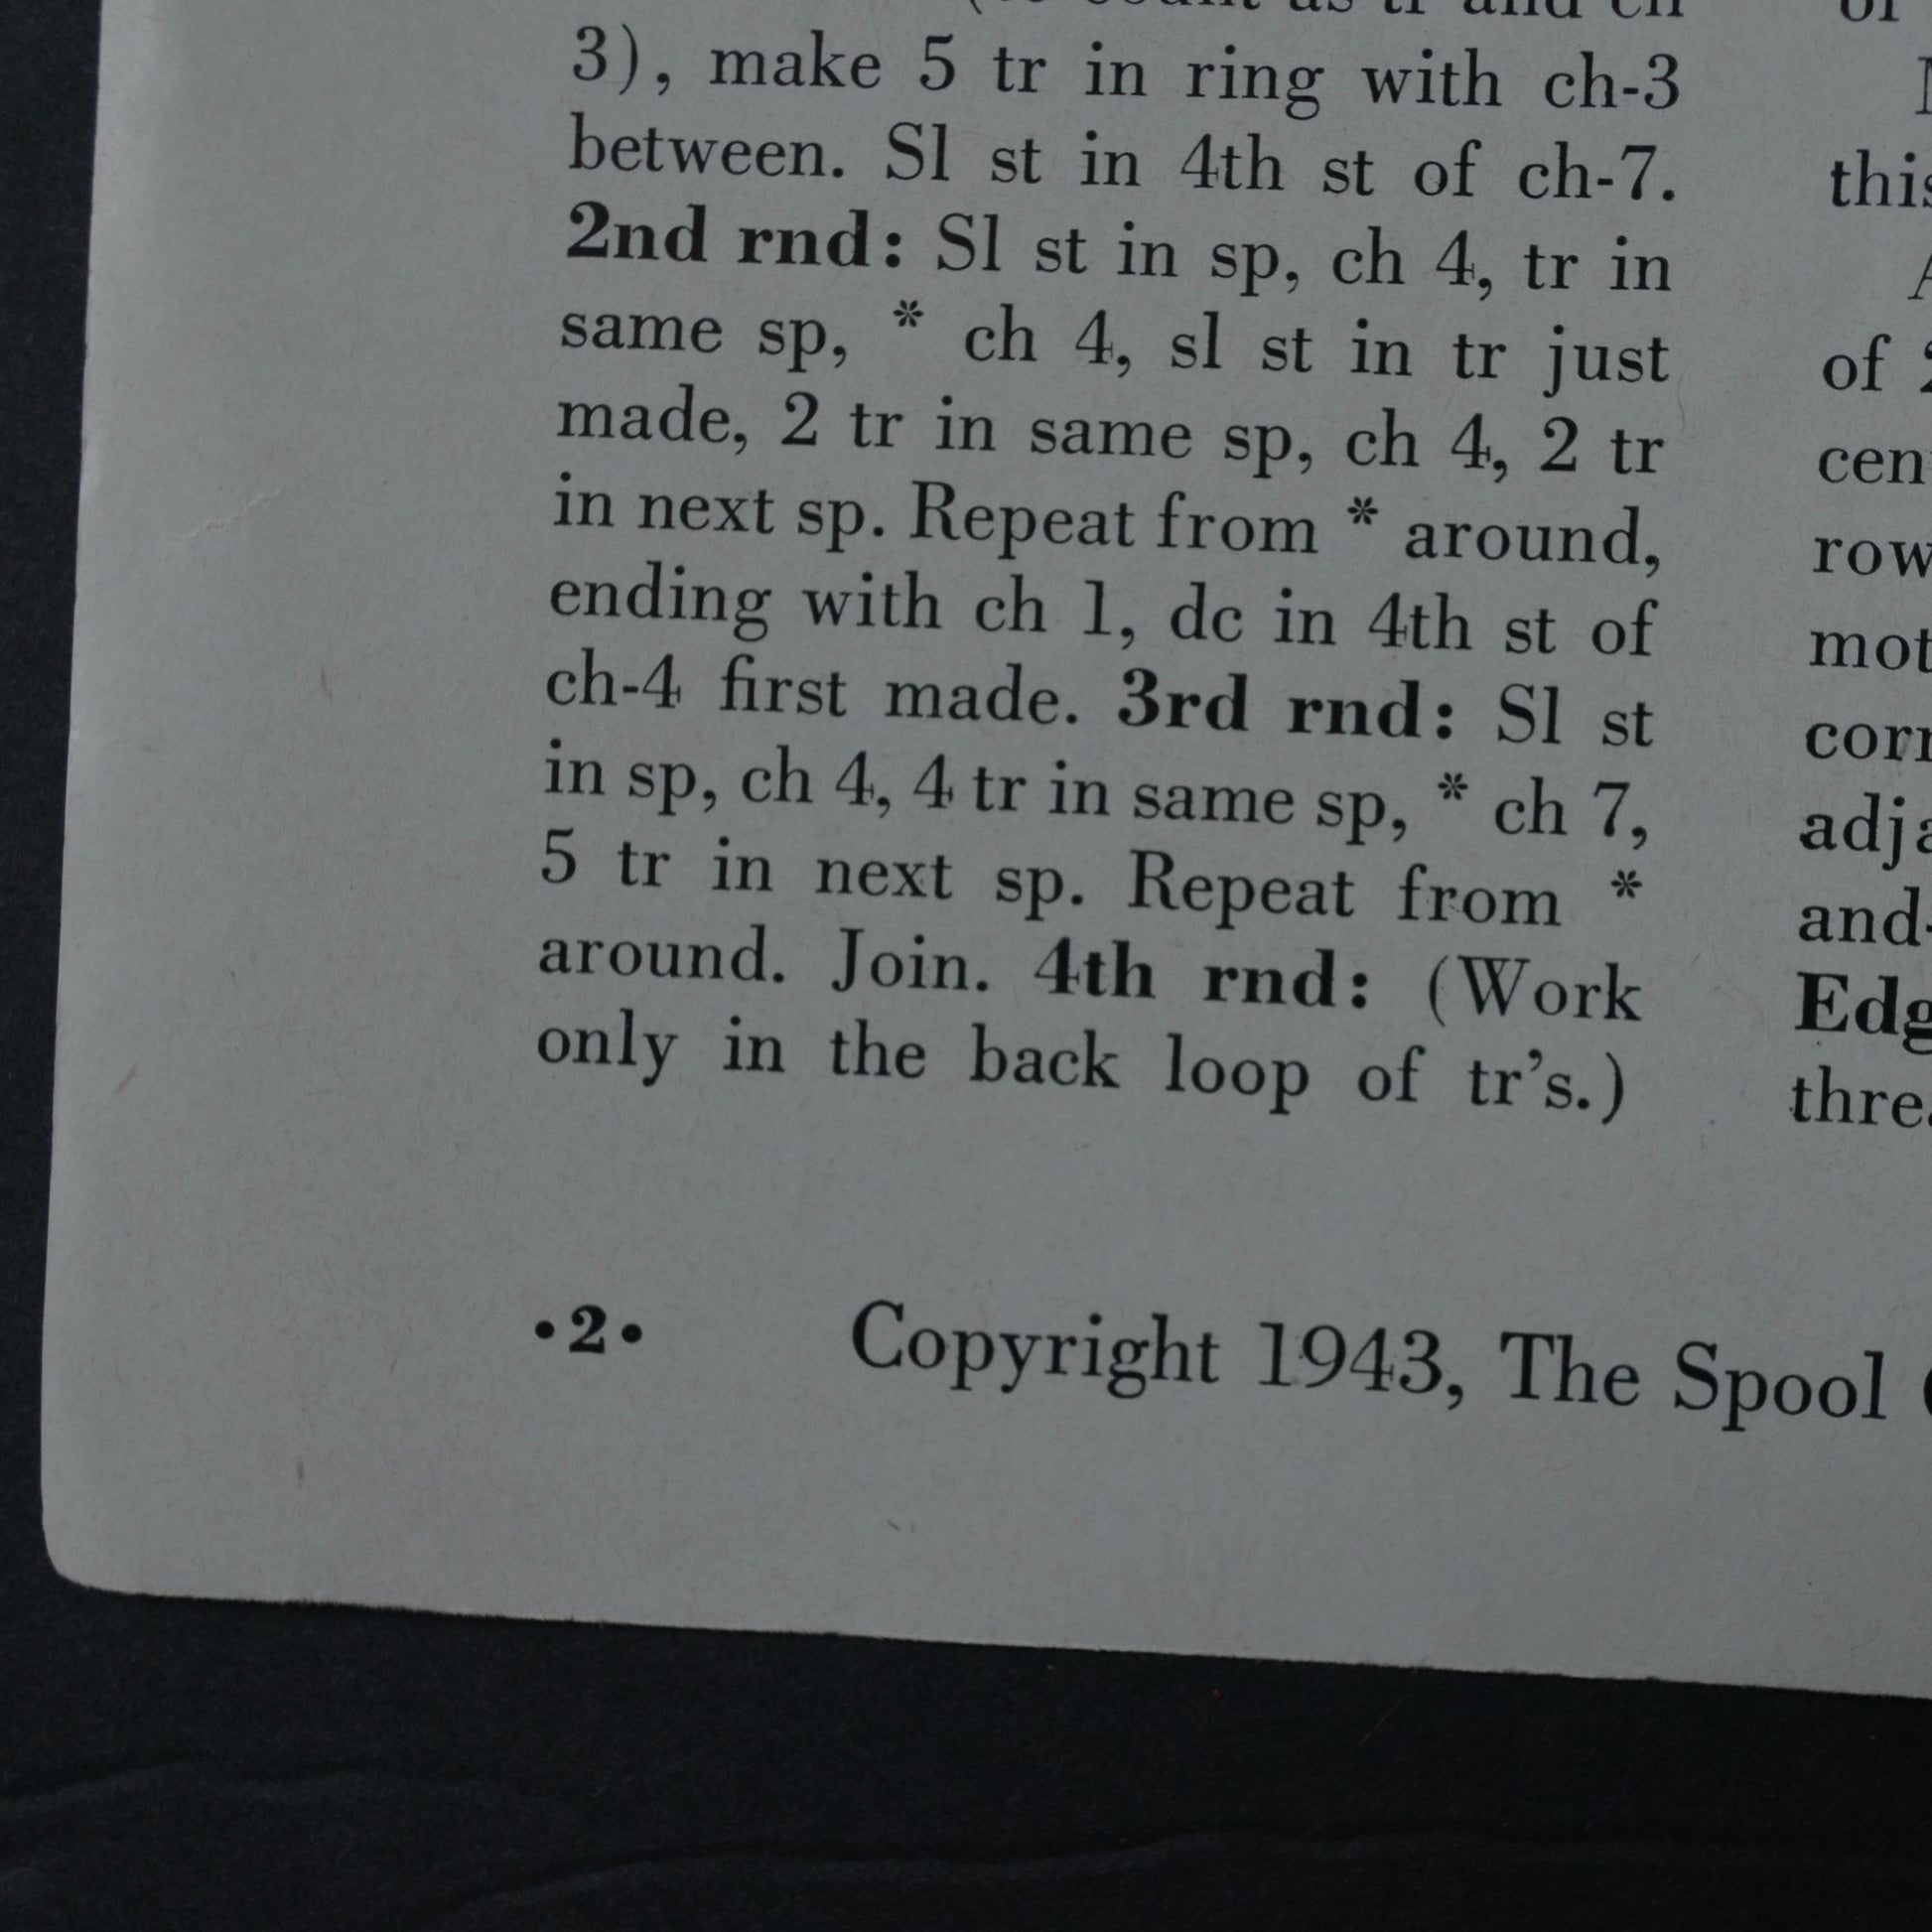 3), make 5 tr in ring with ch-3
between. Sl st in 4th st of ch-7.
2nd rnd: Sl st in sp, ch 4, tr in
same sp, * ch 4, sl st in tr just
made, 2 tr in same sp, ch 4, 2 tr
in next sp. Repeat from * around,
ending with ch 1, dc in 4th st of
ch-4 first made. 3rd rnd: Sl st
in sp, ch 4, 4 tr in same sp, * ch 7,
5 tr in next sp. Repeat from *
around. Join. 4th rnd: (Work
only in the back loop of tr's.)
this
of
row
and-
•2• Copyright 1943, The Spool